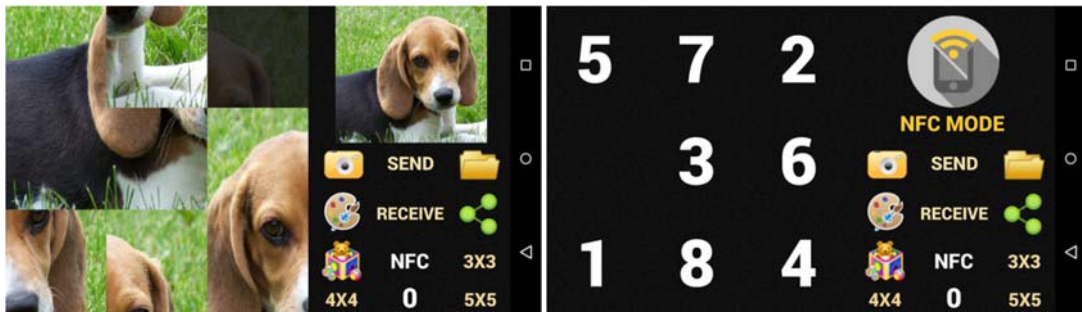 SEND
RECEIVE
NFC 3X3
4X4 0 5X5
5 7 2
NFC MODE
3 6
SEND
RECEIVE
1 8 4
NFC 3X3
4X4 0 5X5